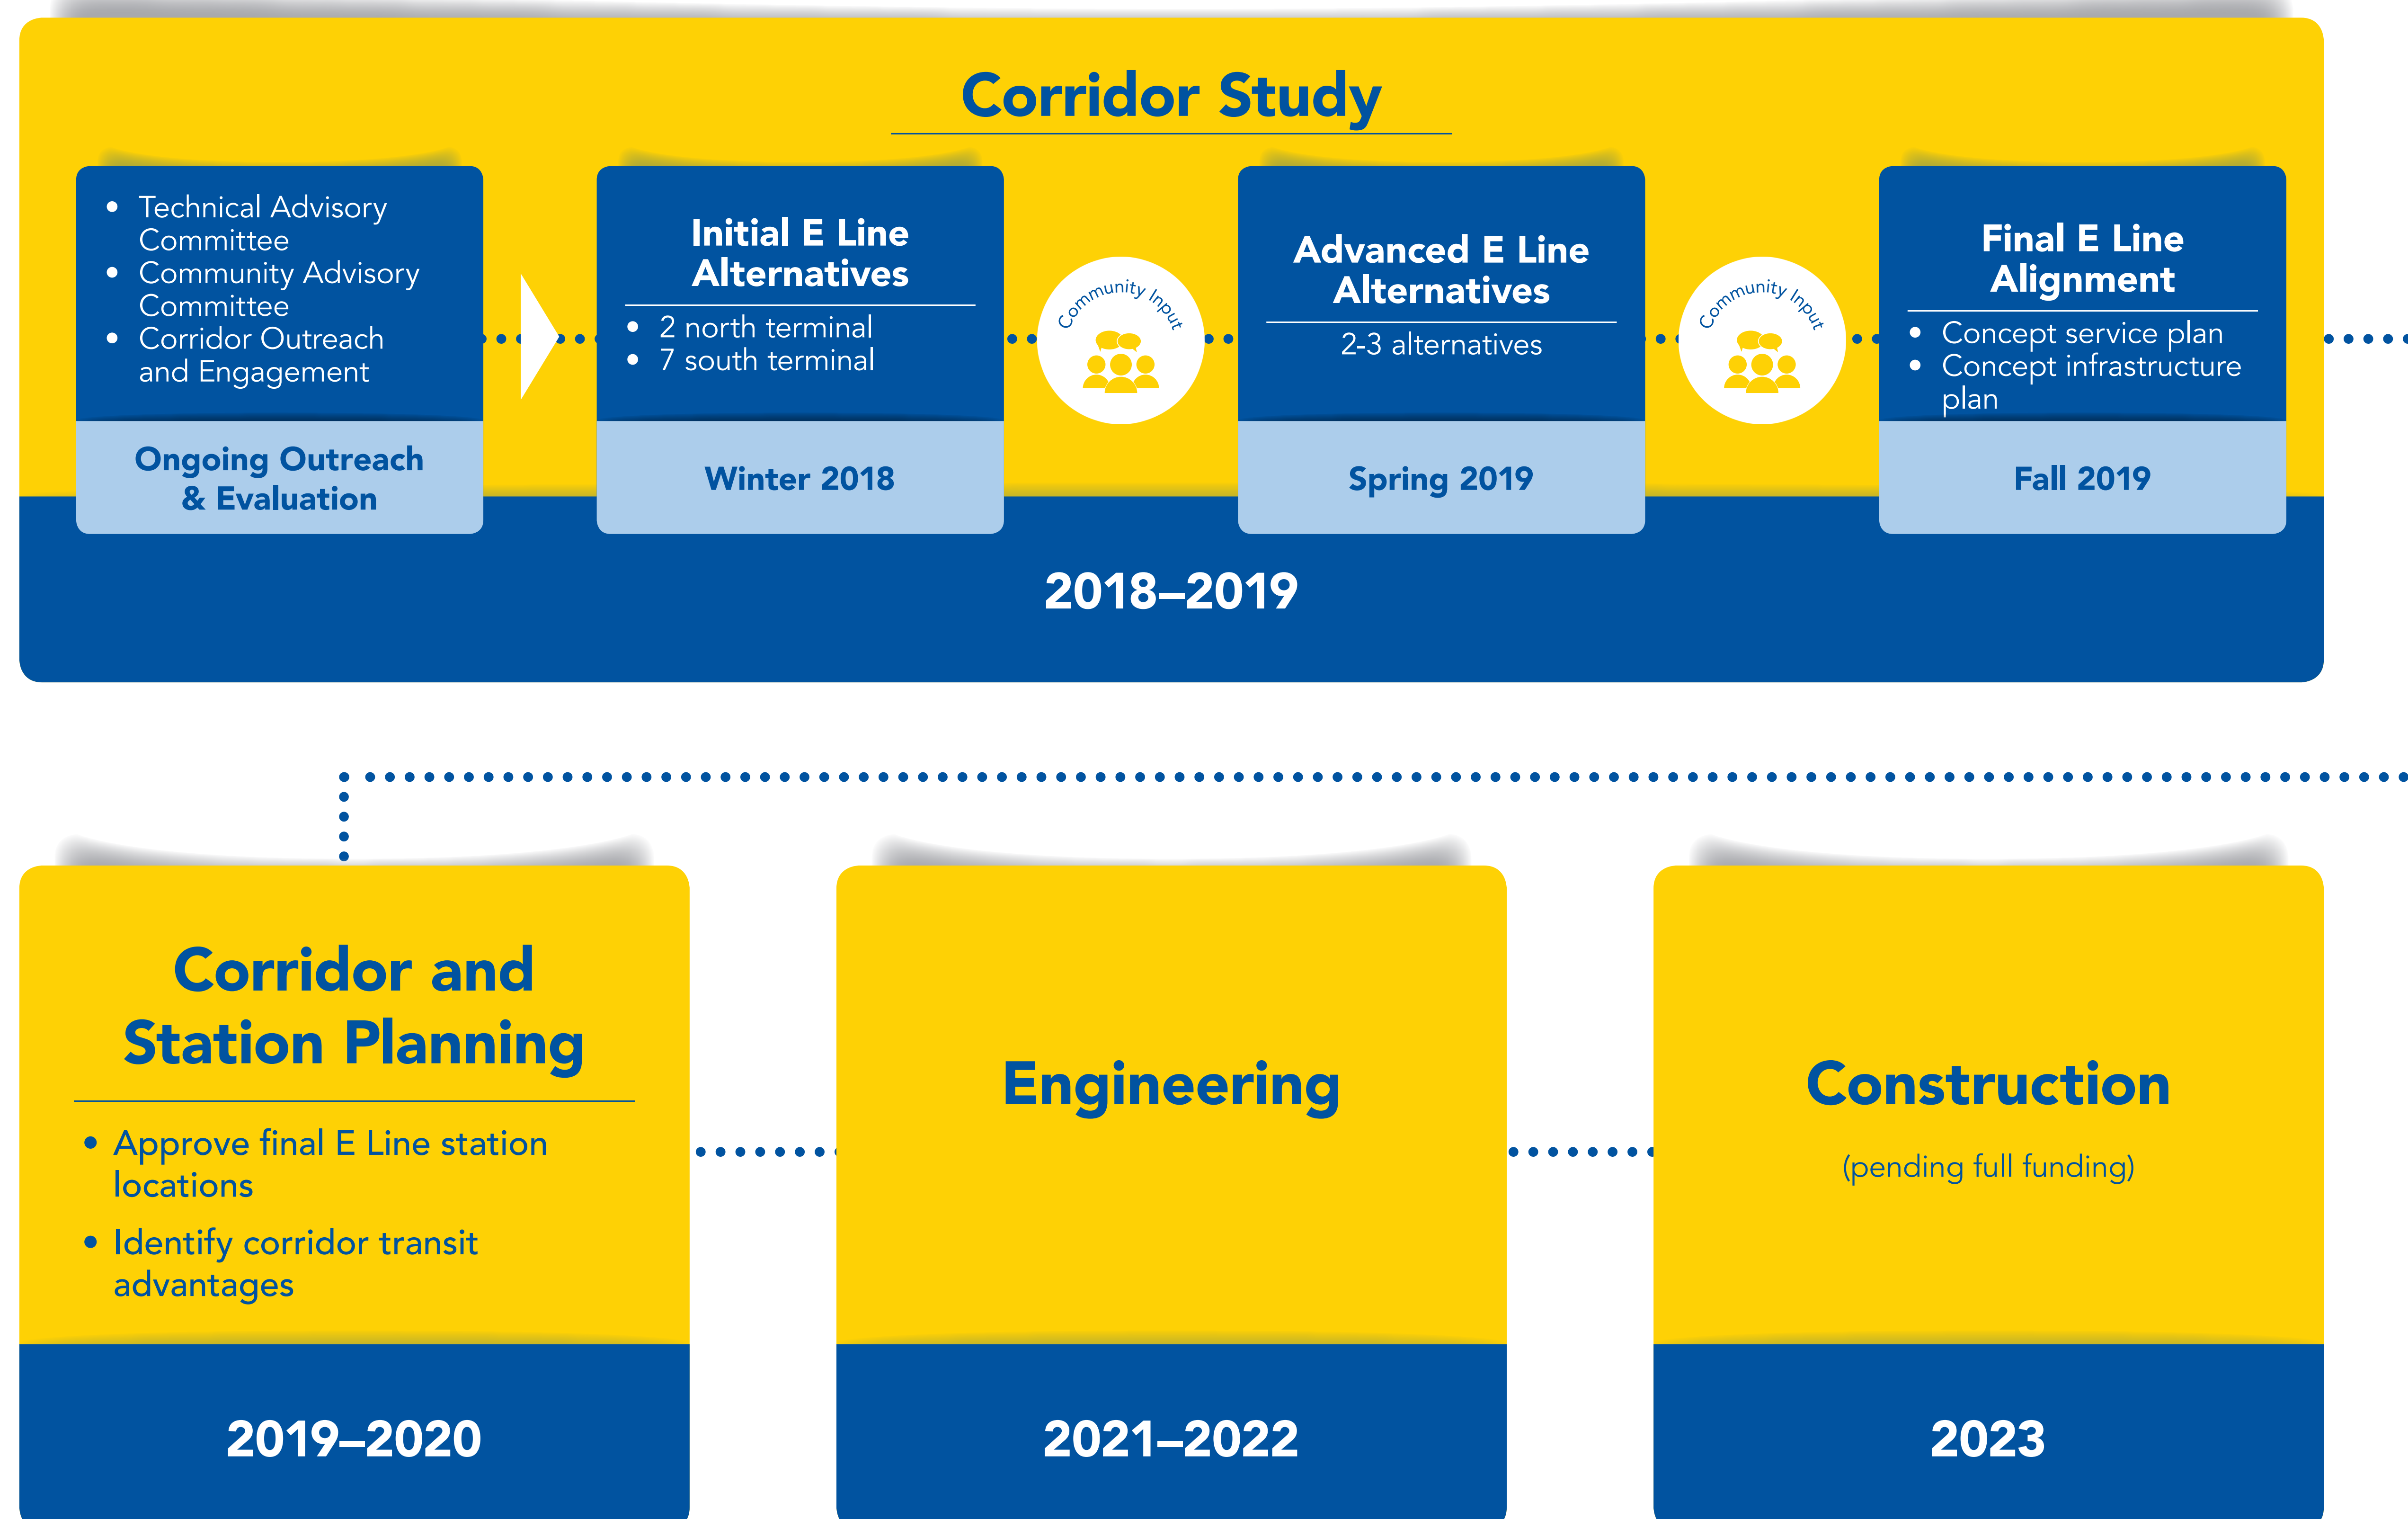 Corridor Study
• Technical Advisory
Committee
• Community Advisory
Committee
• Corridor Outreach
and Engagement
Ongoing Outreach
& Evaluation
Initial E Line
Alternatives
• 2 north terminal
• 7 south terminal
Winter 2018
Community Input
Advanced E Line
Alternatives
2-3 alternatives
Spring 2019
Community Input
Final E Line
Alignment
• Concept service plan
• Concept infrastructure
plan
Fall 2019
2018–2019
Corridor and
Station Planning
• Approve final E Line station
locations
• Identify corridor transit
advantages
2019–2020
Engineering
2021–2022
Construction
(pending full funding)
2023